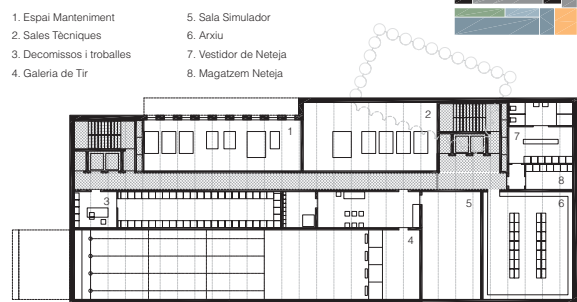 1. Espai Manteniment
2. Sales Tècniques
3. Decomissos i troballes
4. Galeria de Tir
5. Sala Simulador
6. Arxiu
7. Vestidor de Neteja
8. Magatzem Neteja
1
2
7
8
3
5
6
4